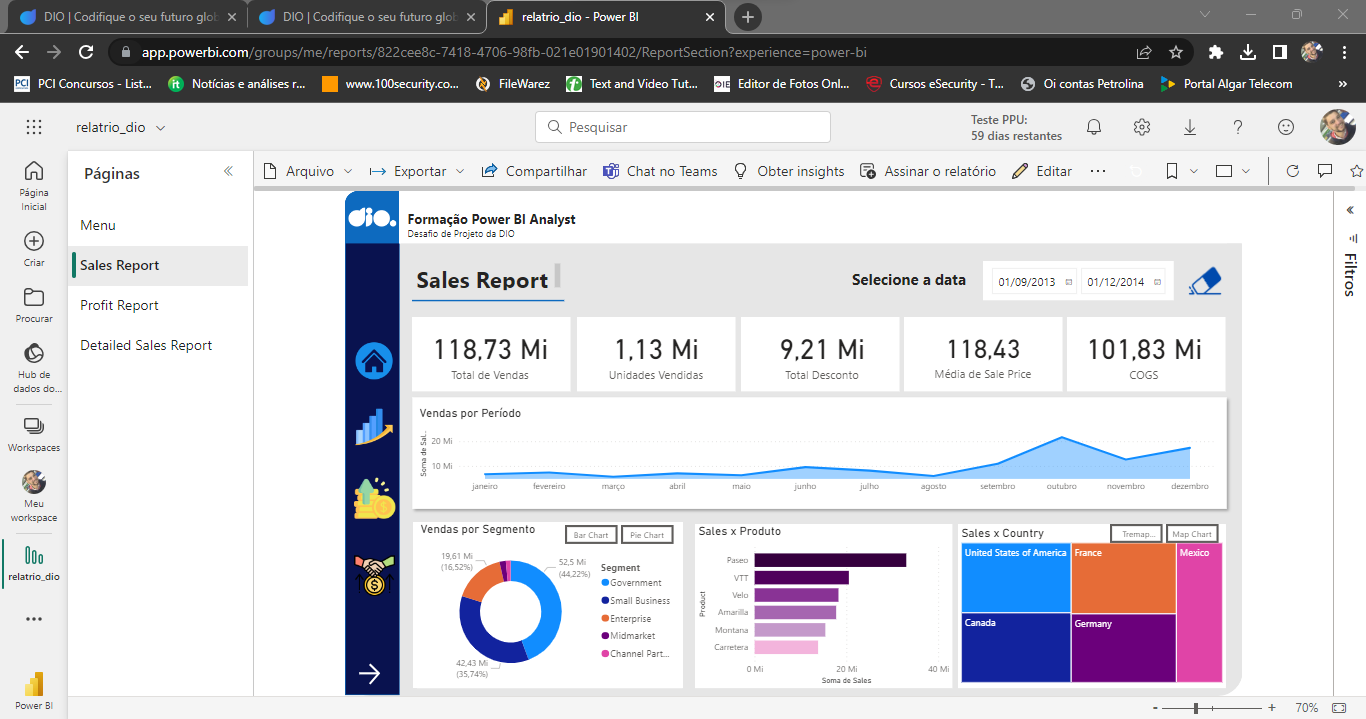 DIO | Codifique o seu futuro glob
DIO | Codifique o seu futuro glob
relatrio_dio - Power BI
app.powerbi.com/groups/me/reports/822cee8c-7418-4706-98fb-021e01901402/ReportSection?experience=power-bi
PCI Concursos - List...
Notícias e análises r...
www.100security.co...
FileWarez
Text and Video Tut...
Editor de Fotos Onl...
Cursos eSecurity - T...
Oi contas Petrolina
Portal Algar Telecom
»
relatrio_dio
Pesquisar
Teste PPU:
59 dias restantes
Página
Inicial
Criar
Procurar
Hub de
dados do...
Workspaces
Meu
workspace
relatrio_dio
Power BI
Páginas
Menu
Sales Report
Profit Report
Detailed Sales Report
Arquivo
Exportar
Compartilhar
Chat no Teams
Obter insights
Assinar o relatório
Editar
Filtros
dio.
Formação Power BI Analyst
Desafio de Projeto da DIO
Sales Report
Selecione a data
01/09/2013
01/12/2014
118,73 Mi
Total de Vendas
1,13 Mi
Unidades Vendidas
9,21 Mi
Total Desconto
118,43
Média de Sale Price
101,83 Mi
COGS
Vendas por Período
Soma de Sal...
20 Mi
10 Mi
janeiro fevereiro março abril maio junho julho agosto setembro outubro novembro dezembro
Vendas por Segmento
Bar Chart
Pie Chart
19,61 Mi
(16,52%)
52,5 Mi
(44,22%)
42,43 Mi
(35,74%)
Segment
Government
Small Business
Enterprise
Midmarket
Channel Part...
Sales x Produto
Product
Paseo
VTT
Velo
Amarilla
Montana
Carretera
0 Mi 20 Mi 40 Mi
Soma de Sales
Sales x Country
Tremap...
Map Chart
United States of America
France
Mexico
Canada
Germany
- + 70%